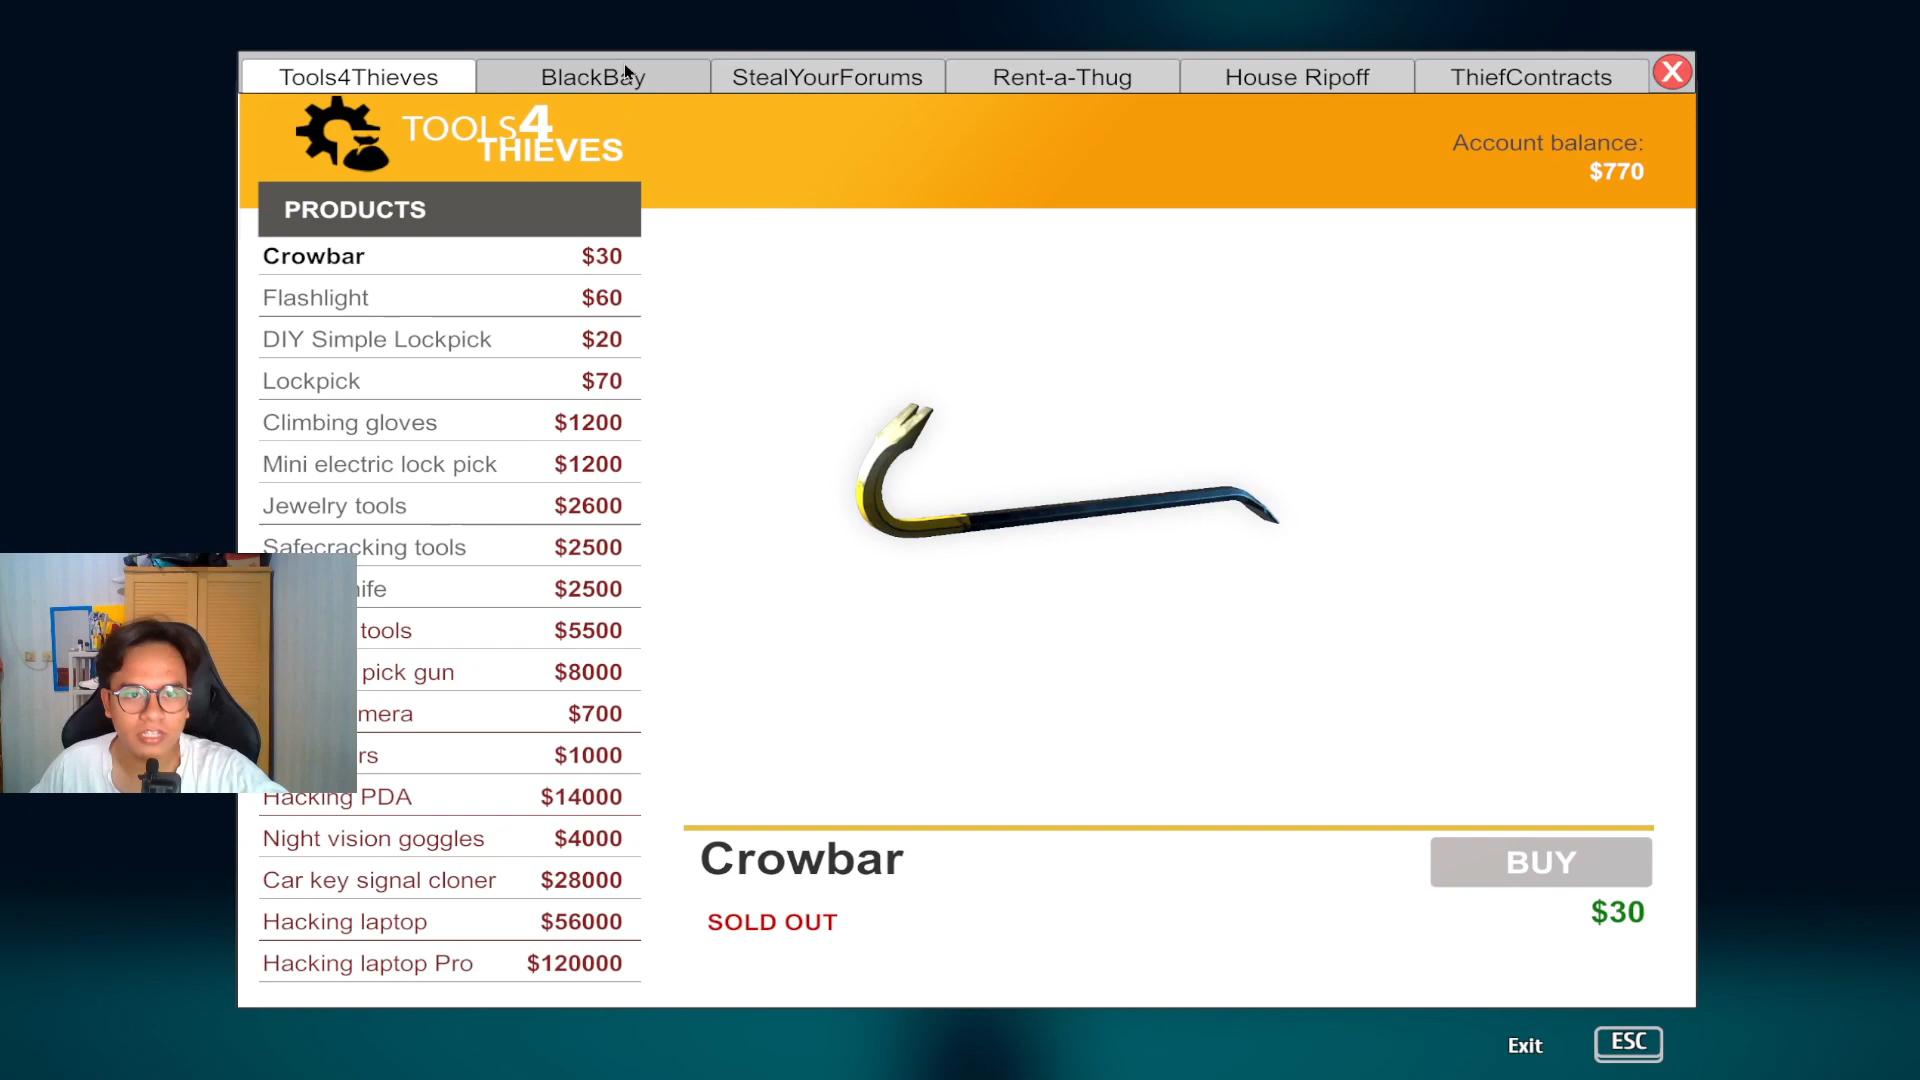 Tools4Thieves BlackBay StealYourForums Rent-a-Thug House Ripoff ThiefContracts X
TOOLS4
THIEVES
Account balance:
$770
PRODUCTS
Crowbar $30
Flashlight $60
DIY Simple Lockpick $20
Lockpick $70
Climbing gloves $1200
Mini electric lock pick $1200
Jewelry tools $2600
Safecracking tools $2500
ife $2500
tools $5500
pick gun $8000
mera $700
rs $1000
Hacking PDA $14000
Night vision goggles $4000
Car key signal cloner $28000
Hacking laptop $56000
Hacking laptop Pro $120000
Crowbar
BUY
SOLD OUT
$30
Exit ESC